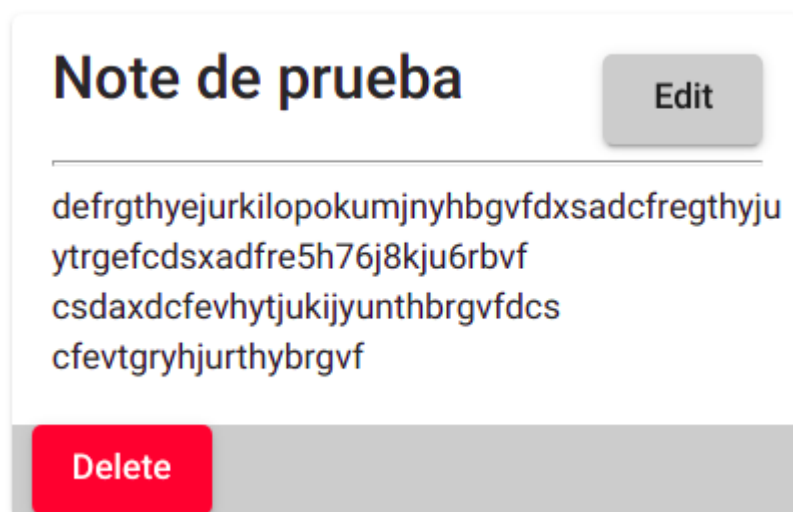 Note de prueba
Edit
defrgthyejurkilopokumjnyhbgvfdxsadcfregthyju
ytrgefcdsxadfre5h76j8kju6rbvf
csdaxdcfevhytjukijyunthbrgvfdcs
cfevtgryhjurthybrgvf
Delete